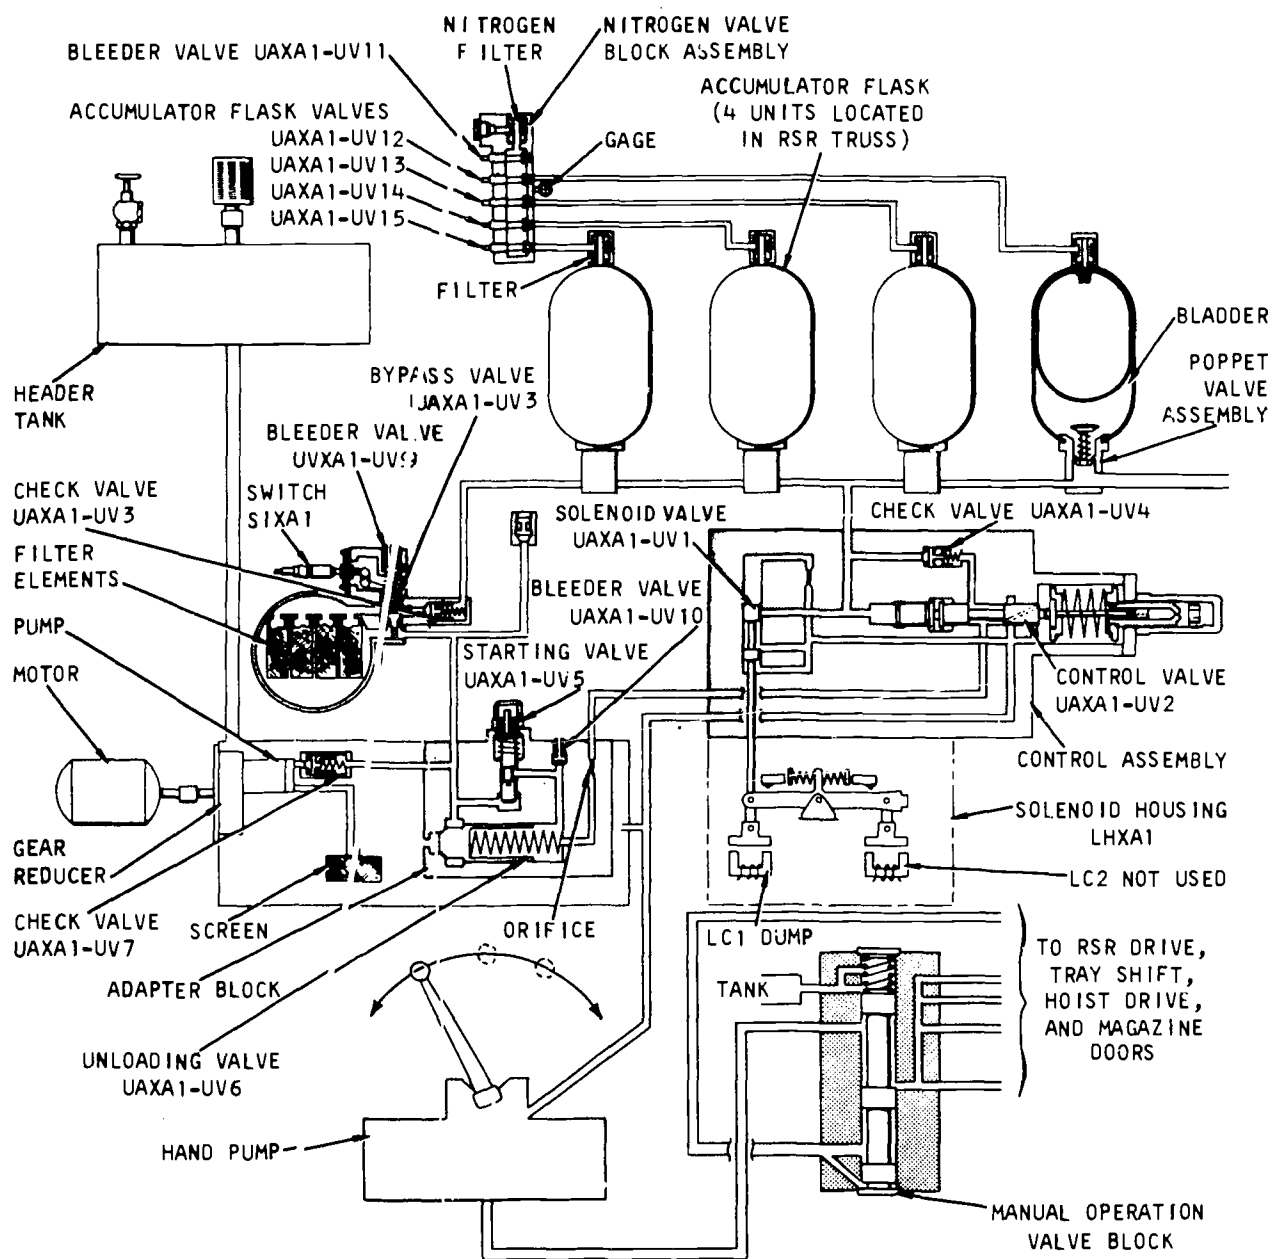 NITROGEN
FILTER
NITROGEN VALVE
BLOCK ASSEMBLY
BLEEDER VALVE UAXA1-UV11
ACCUMULATOR FLASK
(4 UNITS LOCATED
IN RSR TRUSS)
ACCUMULATOR FLASK VALVES
UAXA1-UV12
UAXA1-UV13
UAXA1-UV14
UAXA1-UV15
GAGE
FILTER
BLADDER
POPPET
VALVE
ASSEMBLY
HEADER
TANK
BYPASS VALVE
UAXA1-UV3
BLEEDER VALVE
UVXA1-UV9
CHECK VALVE
UAXA1-UV3
SWITCH
SIXA1
FILTER
ELEMENTS
SOLENOID VALVE
UAXA1-UV1
CHECK VALVE UAXA1-UV4
BLEEDER VALVE
UAXA1-UV10
PUMP
MOTOR
STARTING VALVE
UAXA1-UV5
CONTROL VALVE
UAXA1-UV2
CONTROL ASSEMBLY
SOLENOID HOUSING
LHXA1
LC2 NOT USED
GEAR
REDUCER
CHECK VALVE
UAXA1-UV7
SCREEN
ORIFICE
LC1 DUMP
ADAPTER BLOCK
TANK
TO RSR DRIVE,
TRAY SHIFT,
HOIST DRIVE,
AND MAGAZINE
DOORS
UNLOADING VALVE
UAXA1-UV6
HAND PUMP
MANUAL OPERATION
VALVE BLOCK